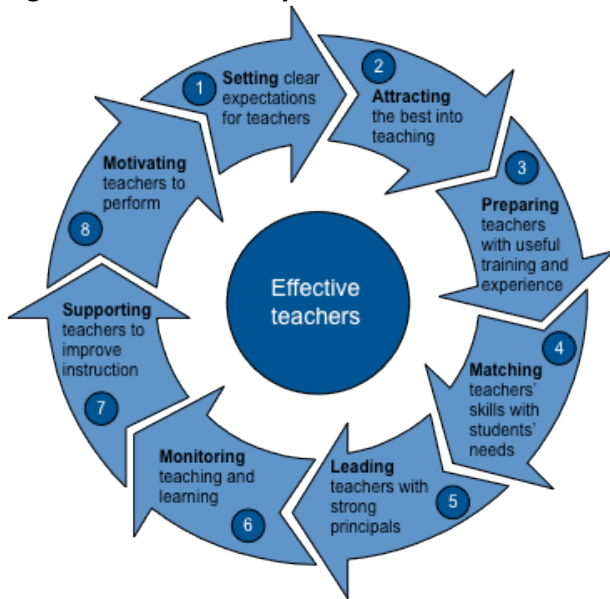 1
Setting clear
expectations
for teachers
2
Attracting
the best into
teaching
3
Preparing
teachers
with useful
training and
experience
4
Matching
teachers'
skills with
students'
needs
Leading
teachers with
strong
principals
5
Monitoring
teaching and
learning
6
Supporting
teachers to
improve
instruction
7
Motivating
teachers to
perform
8
Effective
teachers